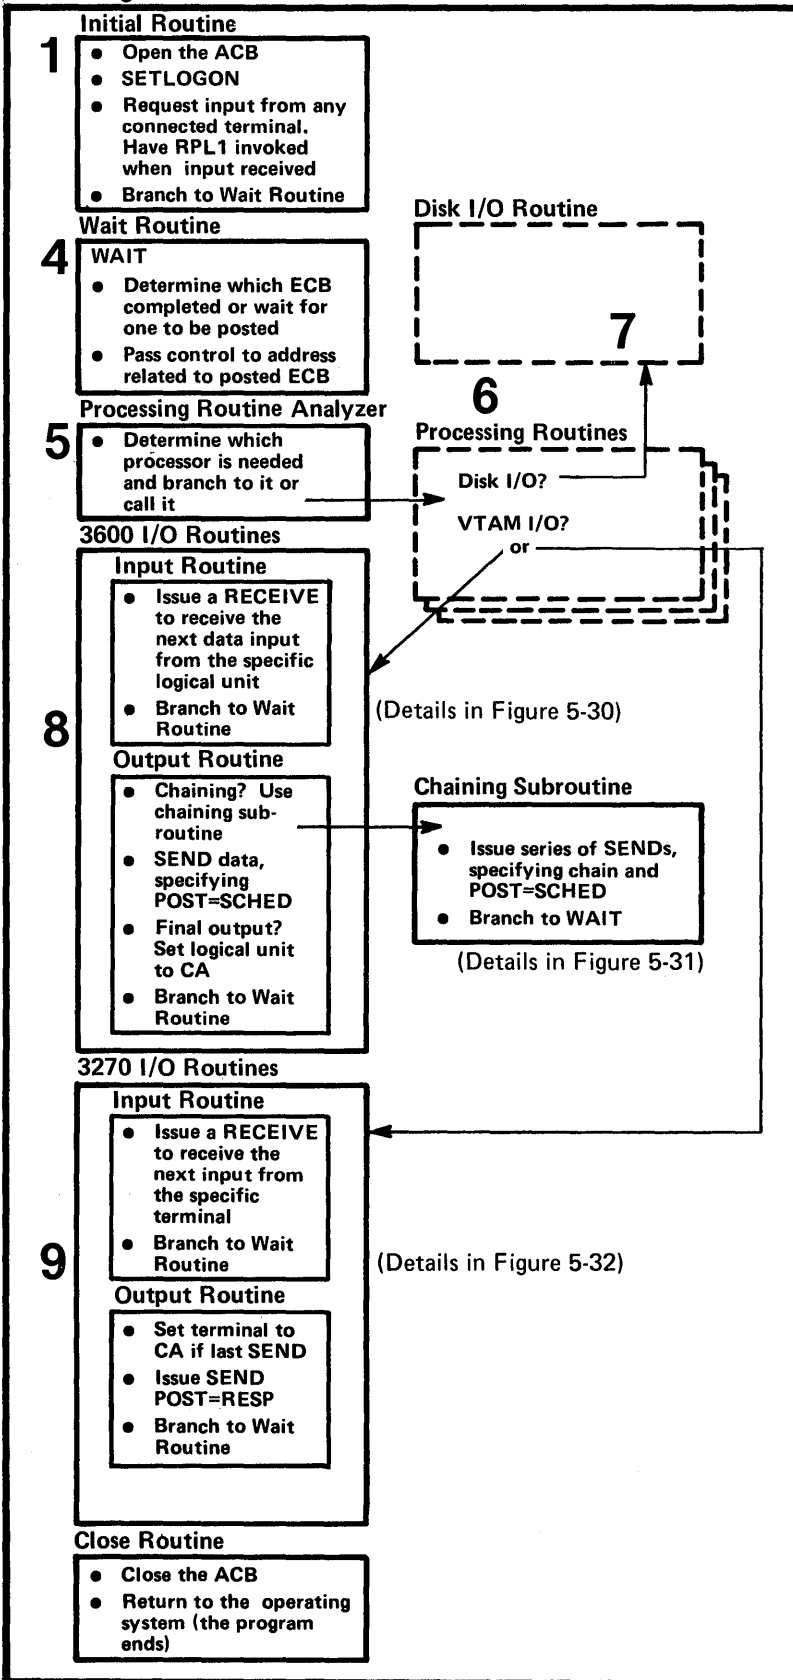 Initial Routine
1
● Open the ACB
● SETLOGON
● Request input from any
connected terminal.
Have RPL1 invoked
when input received
● Branch to Wait Routine
Wait Routine
4
WAIT
● Determine which ECB
completed or wait for
one to be posted
● Pass control to address
related to posted ECB
Disk I/O Routine
7
Processing Routine Analyzer
5
● Determine which
processor is needed
and branch to it or
call it
6
Processing Routines
Disk I/O?
VTAM I/O?
or
3600 I/O Routines
8
Input Routine
● Issue a RECEIVE
to receive the
next data input
from the specific
logical unit
● Branch to Wait
Routine
(Details in Figure 5-30)
Output Routine
● Chaining? Use
chaining sub-
routine
● SEND data,
specifying
POST=SCHED
● Final output?
Set logical unit
to CA
● Branch to Wait
Routine
Chaining Subroutine
● Issue series of SENDs,
specifying chain and
POST=SCHED
● Branch to WAIT
(Details in Figure 5-31)
3270 I/O Routines
9
Input Routine
● Issue a RECEIVE
to receive the
next input from
the specific
terminal
● Branch to Wait
Routine
(Details in Figure 5-32)
Output Routine
● Set terminal to
CA if last SEND
● Issue SEND
POST=RESP
● Branch to Wait
Routine
Close Routine
● Close the ACB
● Return to the operating
system (the program
ends)